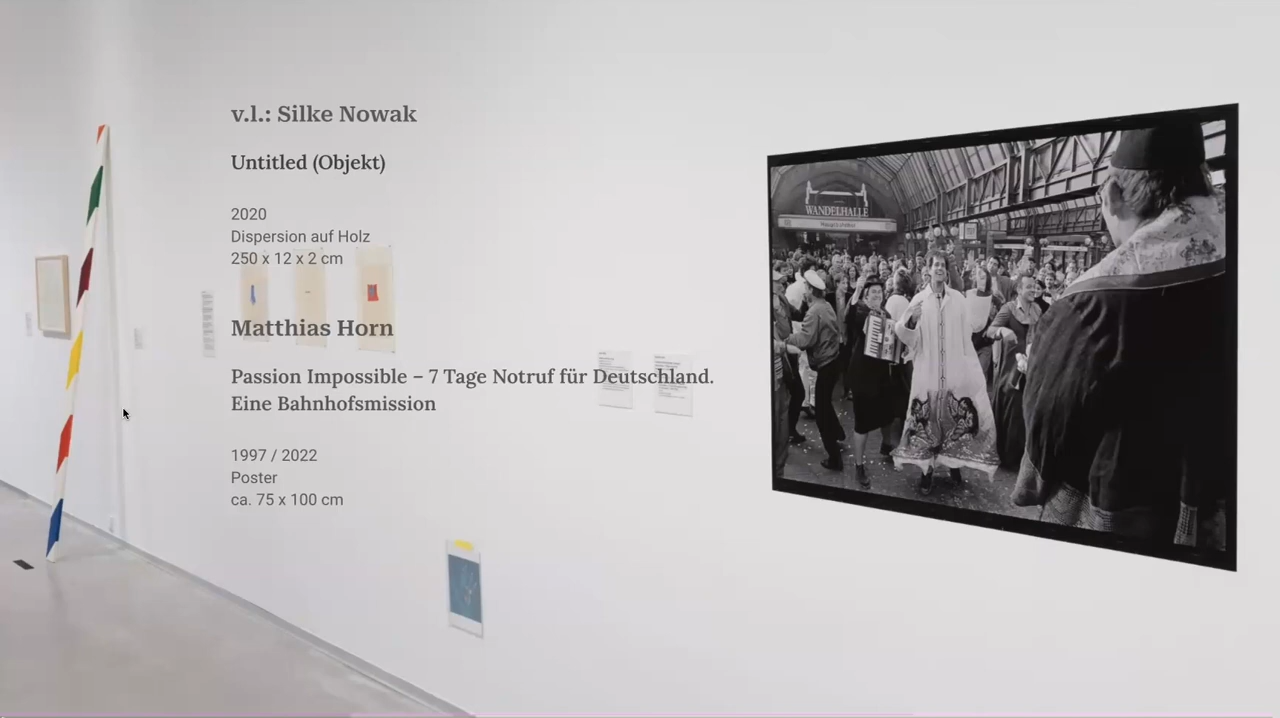 v.l.: Silke Nowak
Untitled (Objekt)
2020
Dispersion auf Holz
250 x 12 x 2 cm
Matthias Horn
Passion Impossible – 7 Tage Notruf für Deutschland.
Eine Bahnhofsmission
1997 / 2022
Poster
ca. 75 x 100 cm
WANDELHALLE